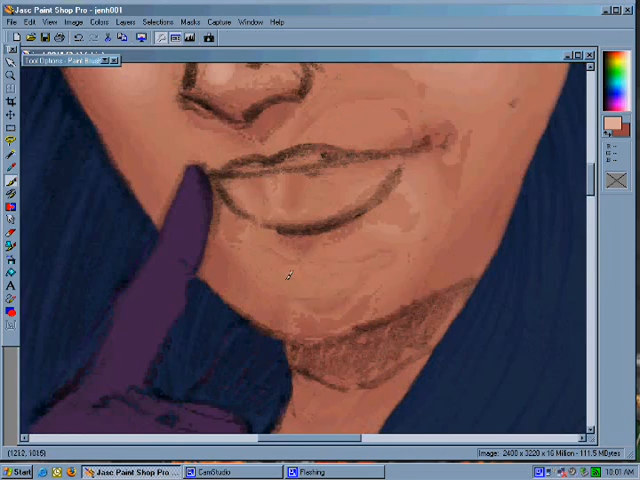 Jasc Paint Shop Pro - jenh001
File Edit View Image Colors Layers Selections Masks Capture Window Help
Tool Options - Paint Brush
(1212, 1615)
Image: 2400 x 3220 x 16 Million - 111.5 MBytes
Start
Jasc Paint Shop Pro ...
CamStudio
Flashing
10:01 AM